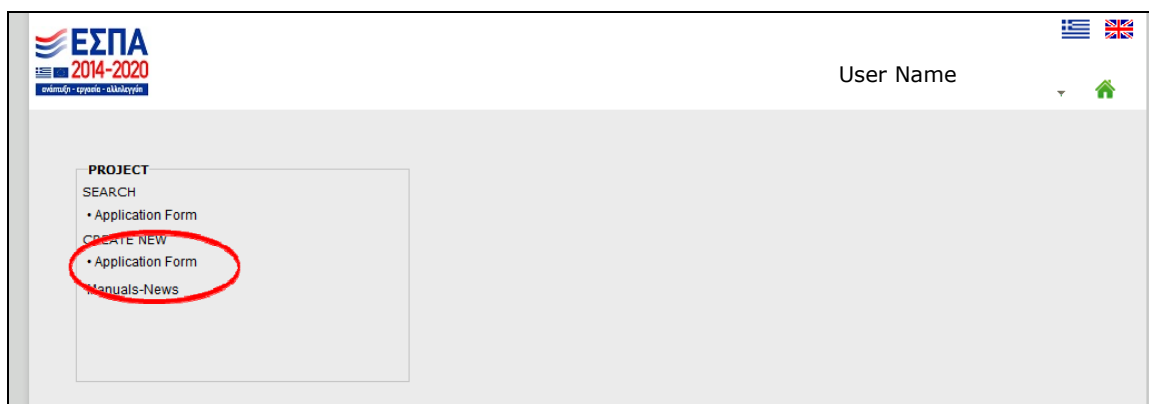 ΕΣΠΑ
2014-2020
ανάπτυξη - εργασία - αλληλεγγύη
User Name
PROJECT
SEARCH
• Application Form
CREATE NEW
• Application Form
Manuals-News